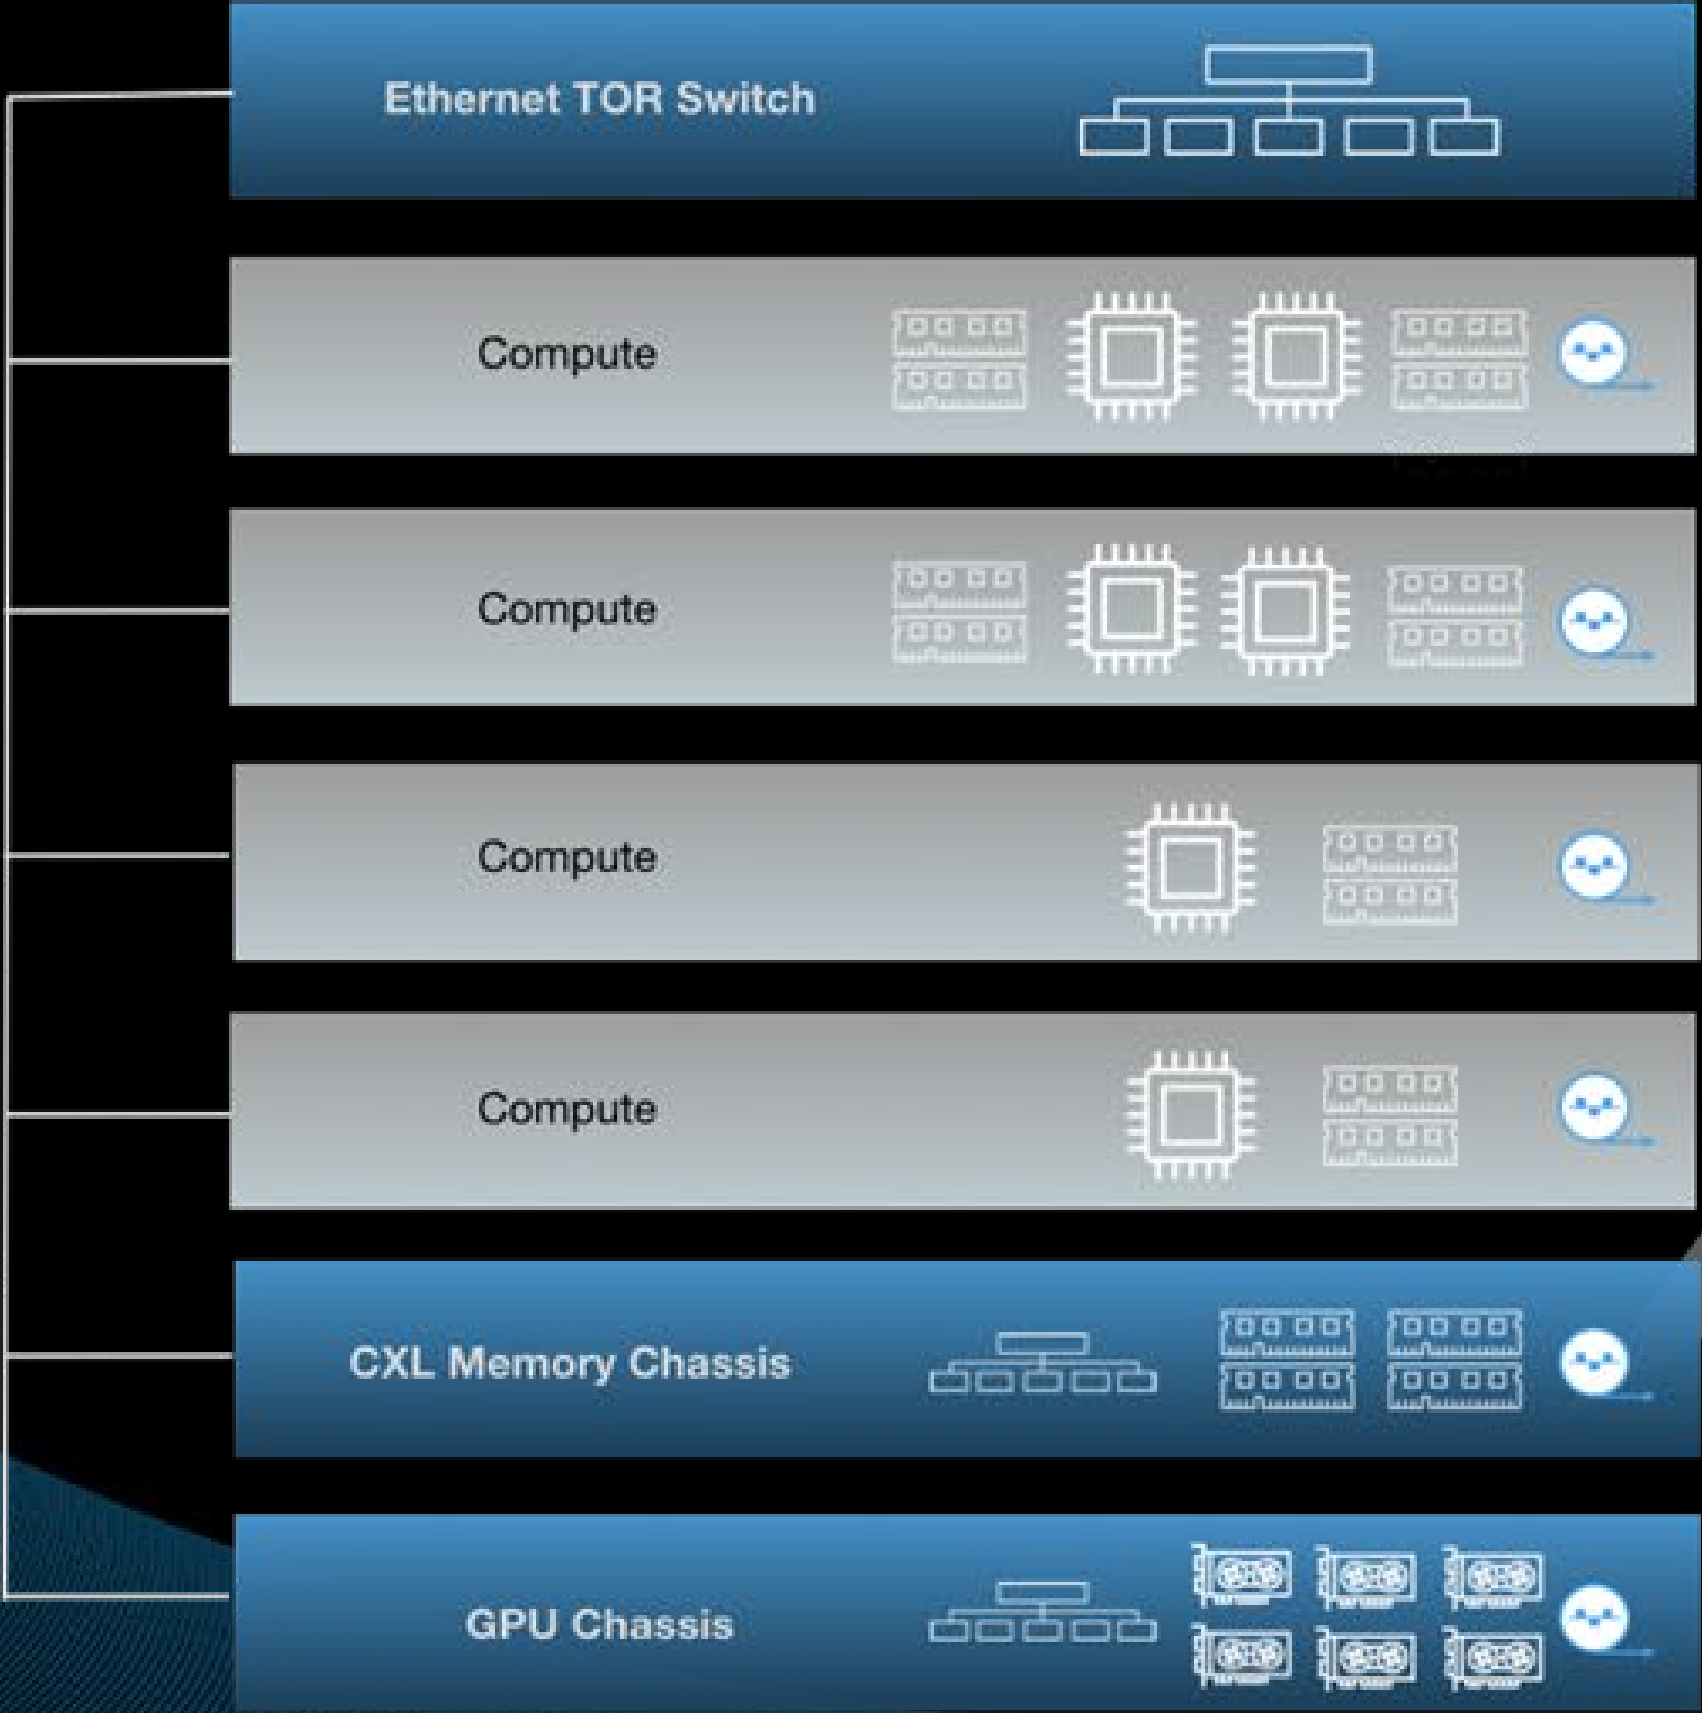 Ethernet TOR Switch
Compute
Compute
Compute
Compute
CXL Memory Chassis
GPU Chassis